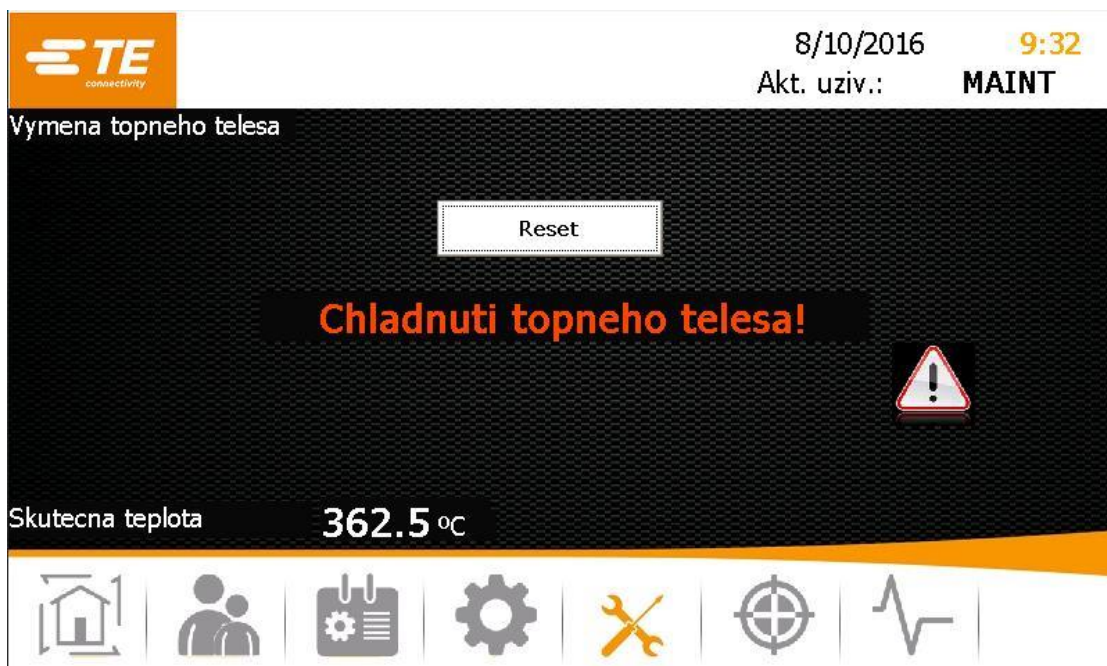 TE
connectivity
8/10/2016 9:32
Akt. uziv.: MAINT
Vymena topneho telesa
Reset
Chladnuti topneho telesa!
Skutecna teplota 362.5 ºC